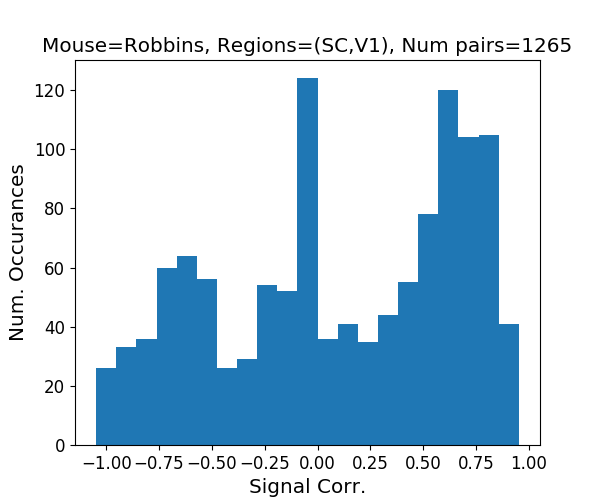 Mouse=Robbins, Regions=(SC,V1), Num pairs=1265
120
100
80
60
40
20
0
Num. Occurances
−1.00 −0.75 −0.50 −0.25 0.00 0.25 0.50 0.75 1.00
Signal Corr.